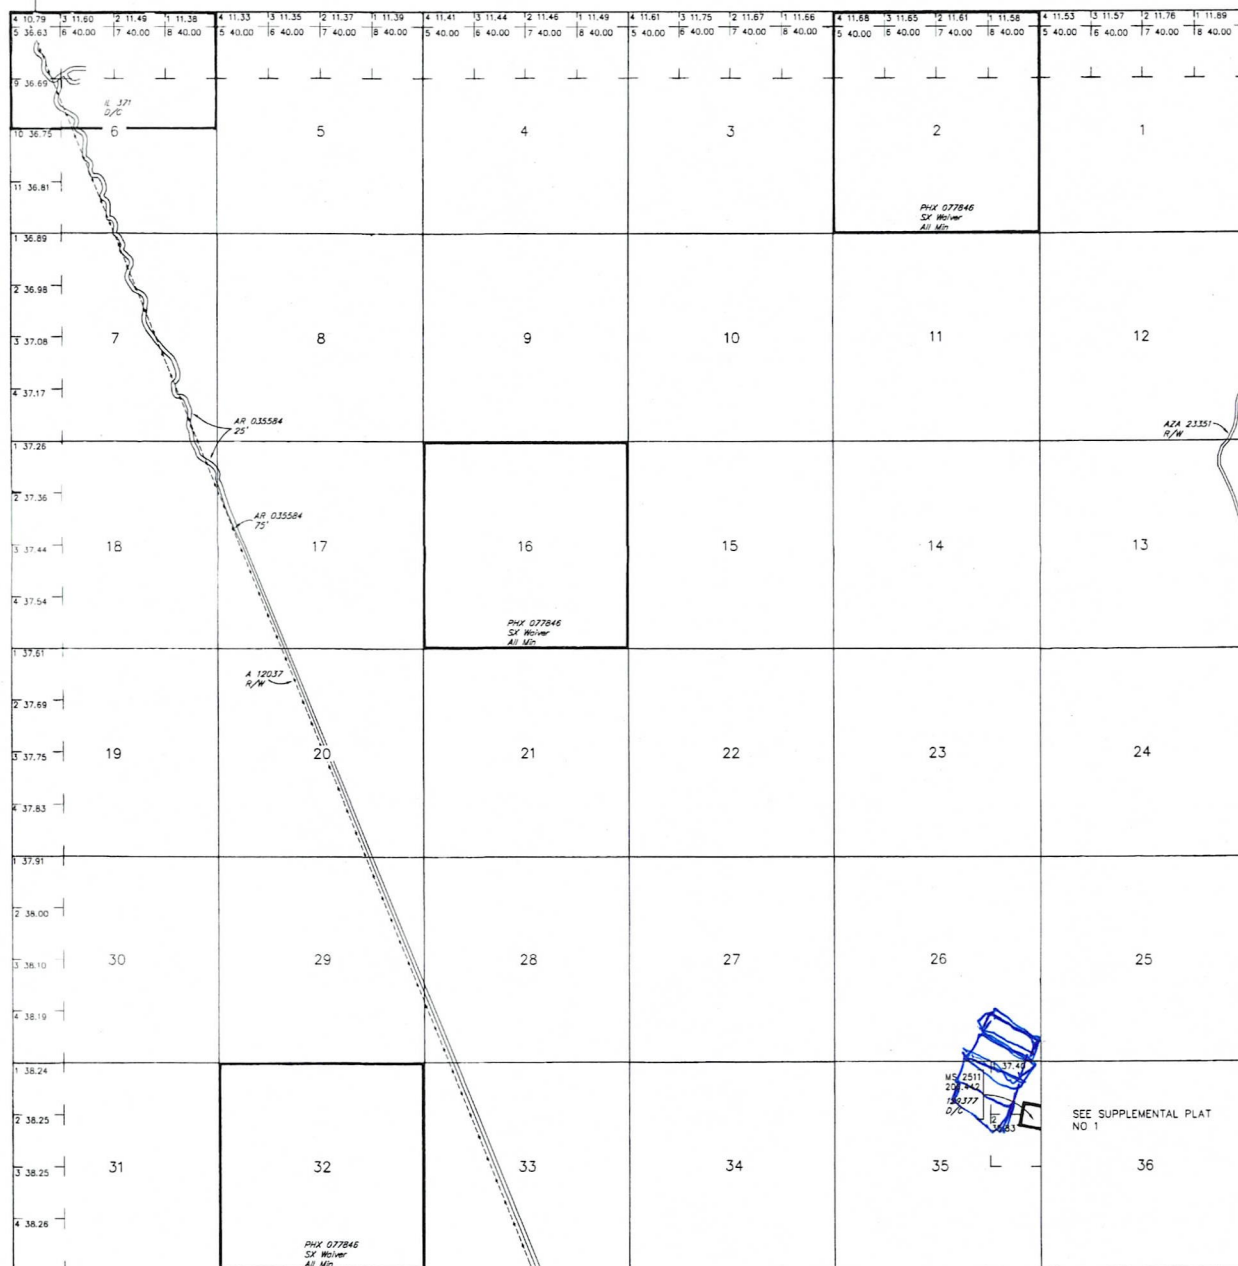 4 10.79 3 11.60 2 11.49 1 11.38 4 11.33 3 11.35 2 11.37 1 11.39 4 11.41 3 11.44 2 11.46 1 11.49 4 11.61 3 11.75 2 11.67 1 11.66 4 11.68 3 11.65 2 11.61 1 11.58 4 11.53 3 11.57 2 11.76 1 11.89
5 36.63 6 40.00 7 40.00 8 40.00 5 40.00 6 40.00 7 40.00 8 40.00 5 40.00 6 40.00 7 40.00 8 40.00 5 40.00 6 40.00 7 40.00 8 40.00 5 40.00 6 40.00 7 40.00 8 40.00 5 40.00 6 40.00 7 40.00 8 40.00
9 36.69
IL 371
D/C
10 36.75 6 5 4 3 2 1
11 36.81
PHX 077846
SX Waiver
All Min
1 36.89
2 36.98
3 37.08 7 8 9 10 11 12
4 37.17
AR 035584
25'
AZA 23351
R/W
1 37.26
2 37.36
AR 035584
75'
3 37.44 18 17 16 15 14 13
4 37.54
PHX 077846
SX Waiver
All Min
1 37.61
A 12037
R/W
2 37.69
3 37.75 19 20 21 22 23 24
4 37.83
1 37.91
2 38.00
3 38.10 30 29 28 27 26 25
4 38.19
1 38.24
37.40
MS 2511
D/C
2 38.25
2
SEE SUPPLEMENTAL PLAT
NO 1
3 38.25 31 32 33 34 35 36
4 38.26
PHX 077846
SX Waiver
All Min